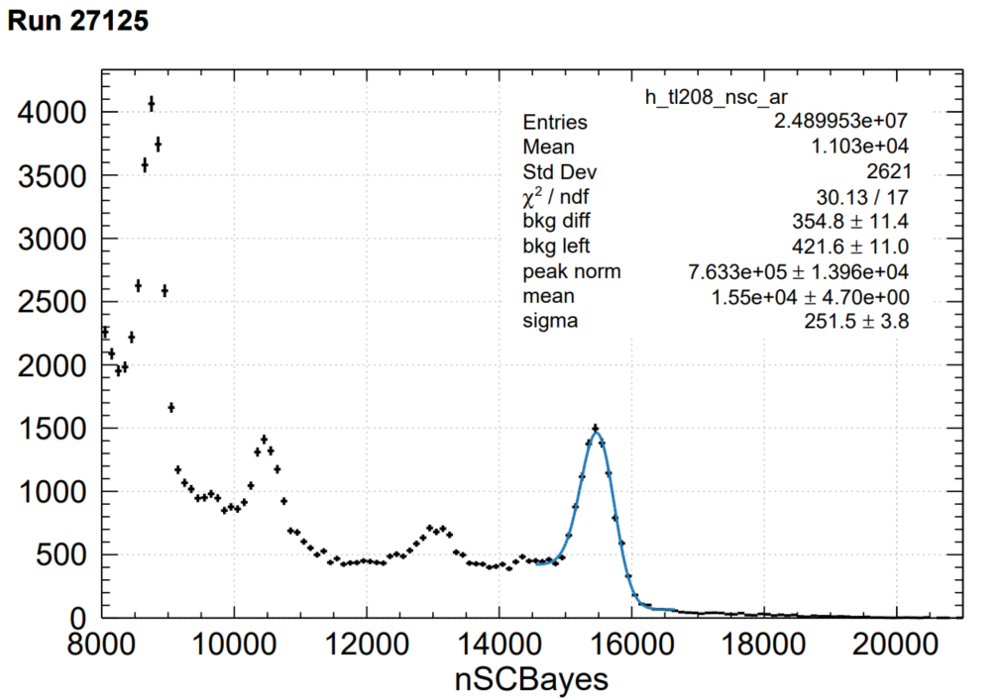 Run 27125
h_tl208_nsc_ar
Entries 2.489953e+07
Mean 1.103e+04
Std Dev 2621
χ² / ndf 30.13 / 17
bkg diff 354.8 ± 11.4
bkg left 421.6 ± 11.0
peak norm 7.633e+05 ± 1.396e+04
mean 1.55e+04 ± 4.70e+00
sigma 251.5 ± 3.8
4000
3500
3000
2500
2000
1500
1000
500
0
8000 10000 12000 14000 16000 18000 20000
nSCBayes